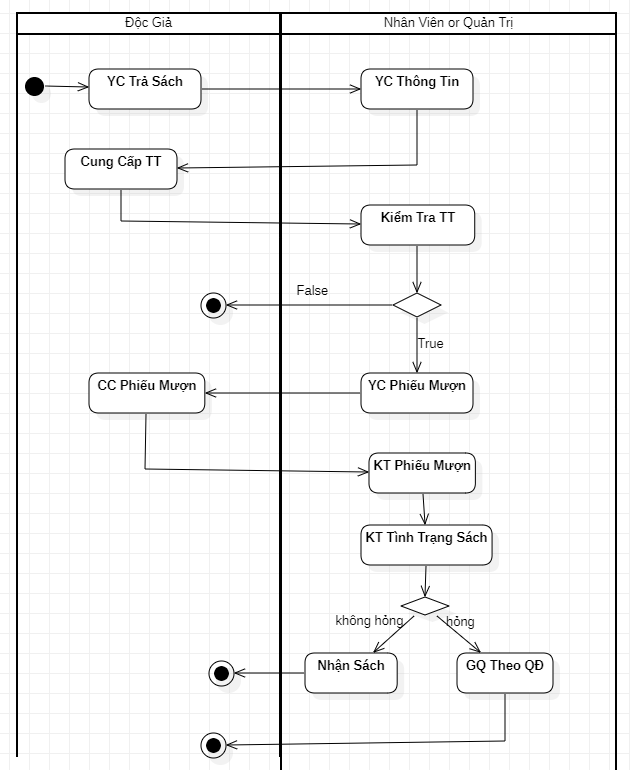 Độc Giả
Nhân Viên or Quản Trị
YC Trả Sách
YC Thông Tin
Cung Cấp TT
Kiểm Tra TT
False
True
CC Phiếu Mượn
YC Phiếu Mượn
KT Phiếu Mượn
KT Tình Trạng Sách
không hỏng
hỏng
Nhận Sách
GQ Theo QĐ